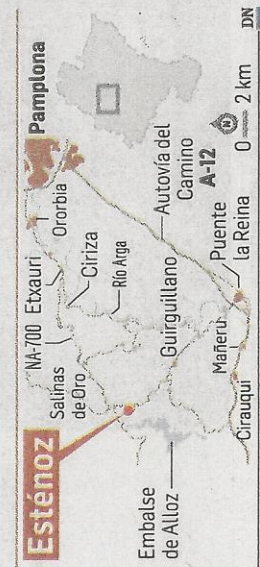 Esténoz
NA-700
Etxauri
Ororbia
Pamplona
Salinas
de Oro
Ciriza
Río Arga
Embalse
de Alloz
Guirguillano
Autovía del
Camino
A-12
Mañeru
Puente
la Reina
Cirauqui
N
0 2 km
DN